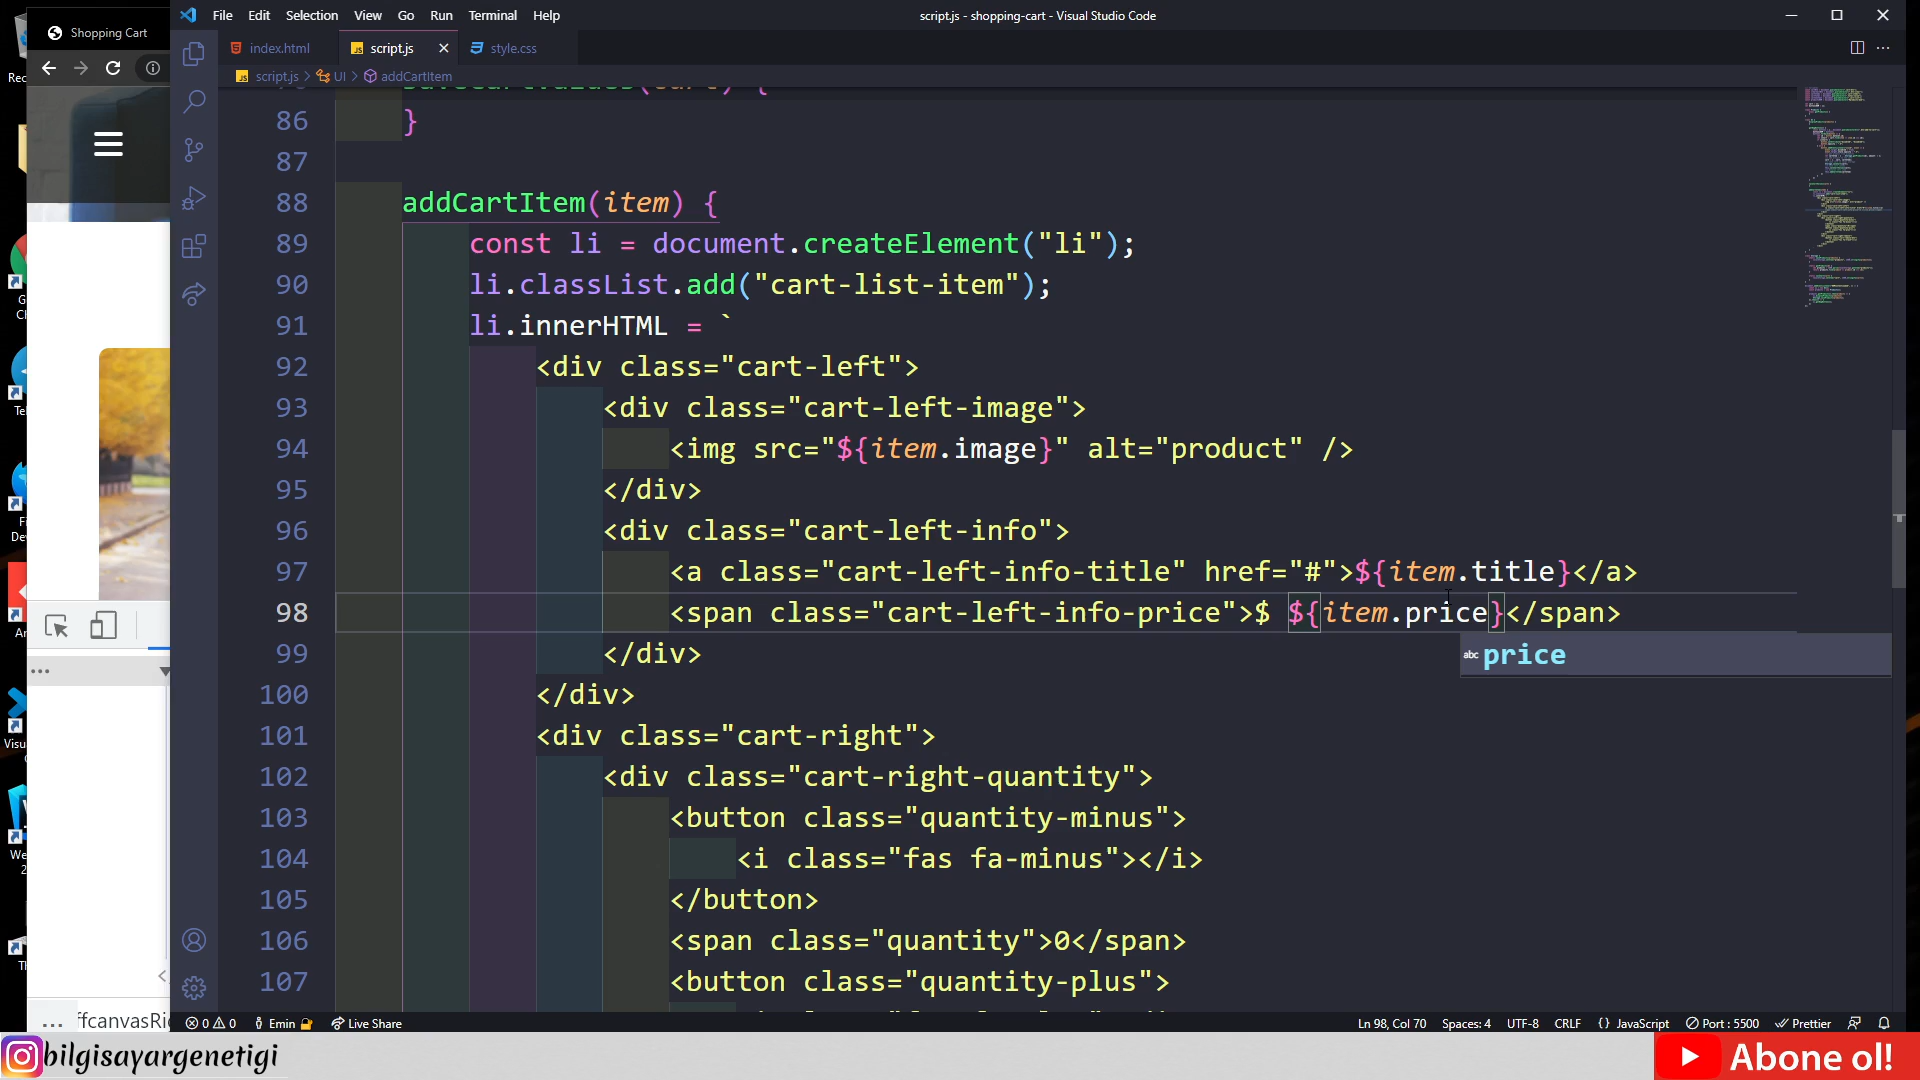 File Edit Selection View Go Run Terminal Help
script.js - shopping-cart - Visual Studio Code
Shopping Cart
index.html
script.js
style.css
script.js > UI > addCartItem
86 }
87
88 addCartItem(item) {
89 const li = document.createElement("li");
90 li.classList.add("cart-list-item");
91 li.innerHTML = `
92 <div class="cart-left">
93 <div class="cart-left-image">
94 <img src="${item.image}" alt="product" />
95 </div>
96 <div class="cart-left-info">
97 <a class="cart-left-info-title" href="#">${item.title}</a>
98 <span class="cart-left-info-price">$ ${item.price}</span>
abc price
99 </div>
100 </div>
101 <div class="cart-right">
102 <div class="cart-right-quantity">
103 <button class="quantity-minus">
104 <i class="fas fa-minus"></i>
105 </button>
106 <span class="quantity">0</span>
107 <button class="quantity-plus">
... ffcanvasRi
0 0 Emin Live Share
Ln 98, Col 70 Spaces: 4 UTF-8 CRLF {} JavaScript Port : 5500 Prettier
bilgisayargenetigi
Abone ol!